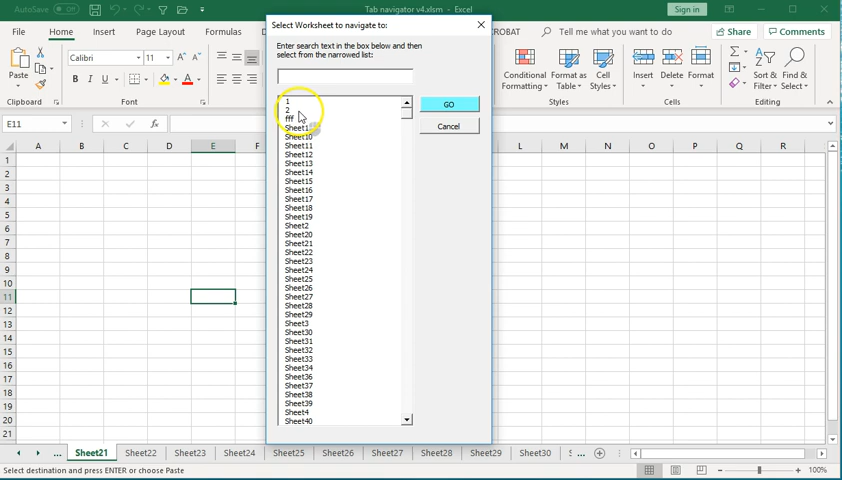 AutoSave Off Tab navigator v4.xlsm - Excel Sign in
Select Worksheet to navigate to:
File Home Insert Page Layout Formulas ROBAT Tell me what you want to do Share Comments
Enter search text in the box below and then
select from the narrowed list:
Paste Calibri 11 Conditional Format as Cell Insert Delete Format Sort & Find &
B I U Formatting Table Styles Filter Select
Clipboard Font Styles Cells Editing
GO
Cancel
E11 fx
A B C D E F L M N O P Q R
1
2
3
4
5
6
7
8
9
10
11
12
13
14
15
16
17
18
19
20
21
1
2
fff
Sheet1
Sheet10
Sheet11
Sheet12
Sheet13
Sheet14
Sheet15
Sheet16
Sheet17
Sheet18
Sheet19
Sheet2
Sheet20
Sheet21
Sheet22
Sheet23
Sheet24
Sheet25
Sheet26
Sheet27
Sheet28
Sheet29
Sheet3
Sheet30
Sheet31
Sheet32
Sheet33
Sheet34
Sheet36
Sheet37
Sheet38
Sheet39
Sheet4
Sheet40
... Sheet21 Sheet22 Sheet23 Sheet24 Sheet25 Sheet26 Sheet27 Sheet28 Sheet29 Sheet30 ...
Select destination and press ENTER or choose Paste 100%